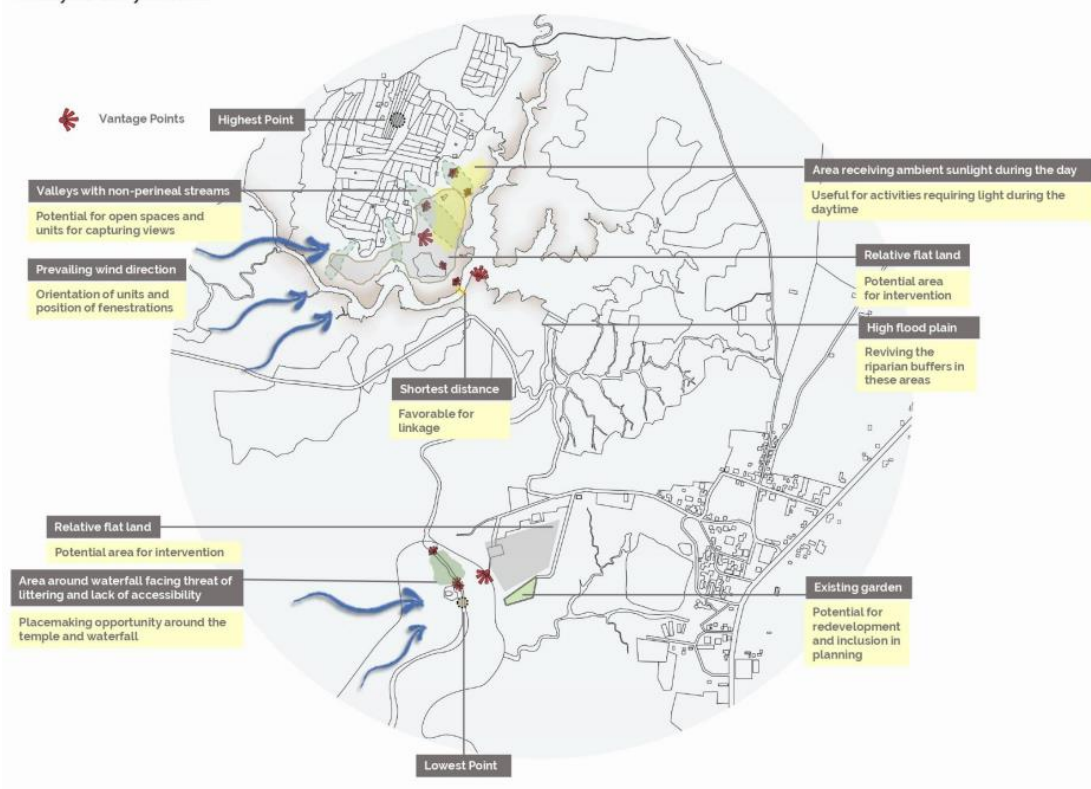 Vantage Points
Highest Point
Valleys with non-perineal streams
Potential for open spaces and
units for capturing views
Prevailing wind direction
Orientation of units and
position of fenestrations
Area receiving ambient sunlight during the day
Useful for activities requiring light during the
daytime
Relative flat land
Potential area
for intervention
High flood plain
Reviving the
riparian buffers in
these areas
Shortest distance
Favorable for
linkage
Relative flat land
Potential area for intervention
Area around waterfall facing threat of
littering and lack of accessibility
Placemaking opportunity around the
temple and waterfall
Existing garden
Potential for
redevelopment
and inclusion in
planning
Lowest Point